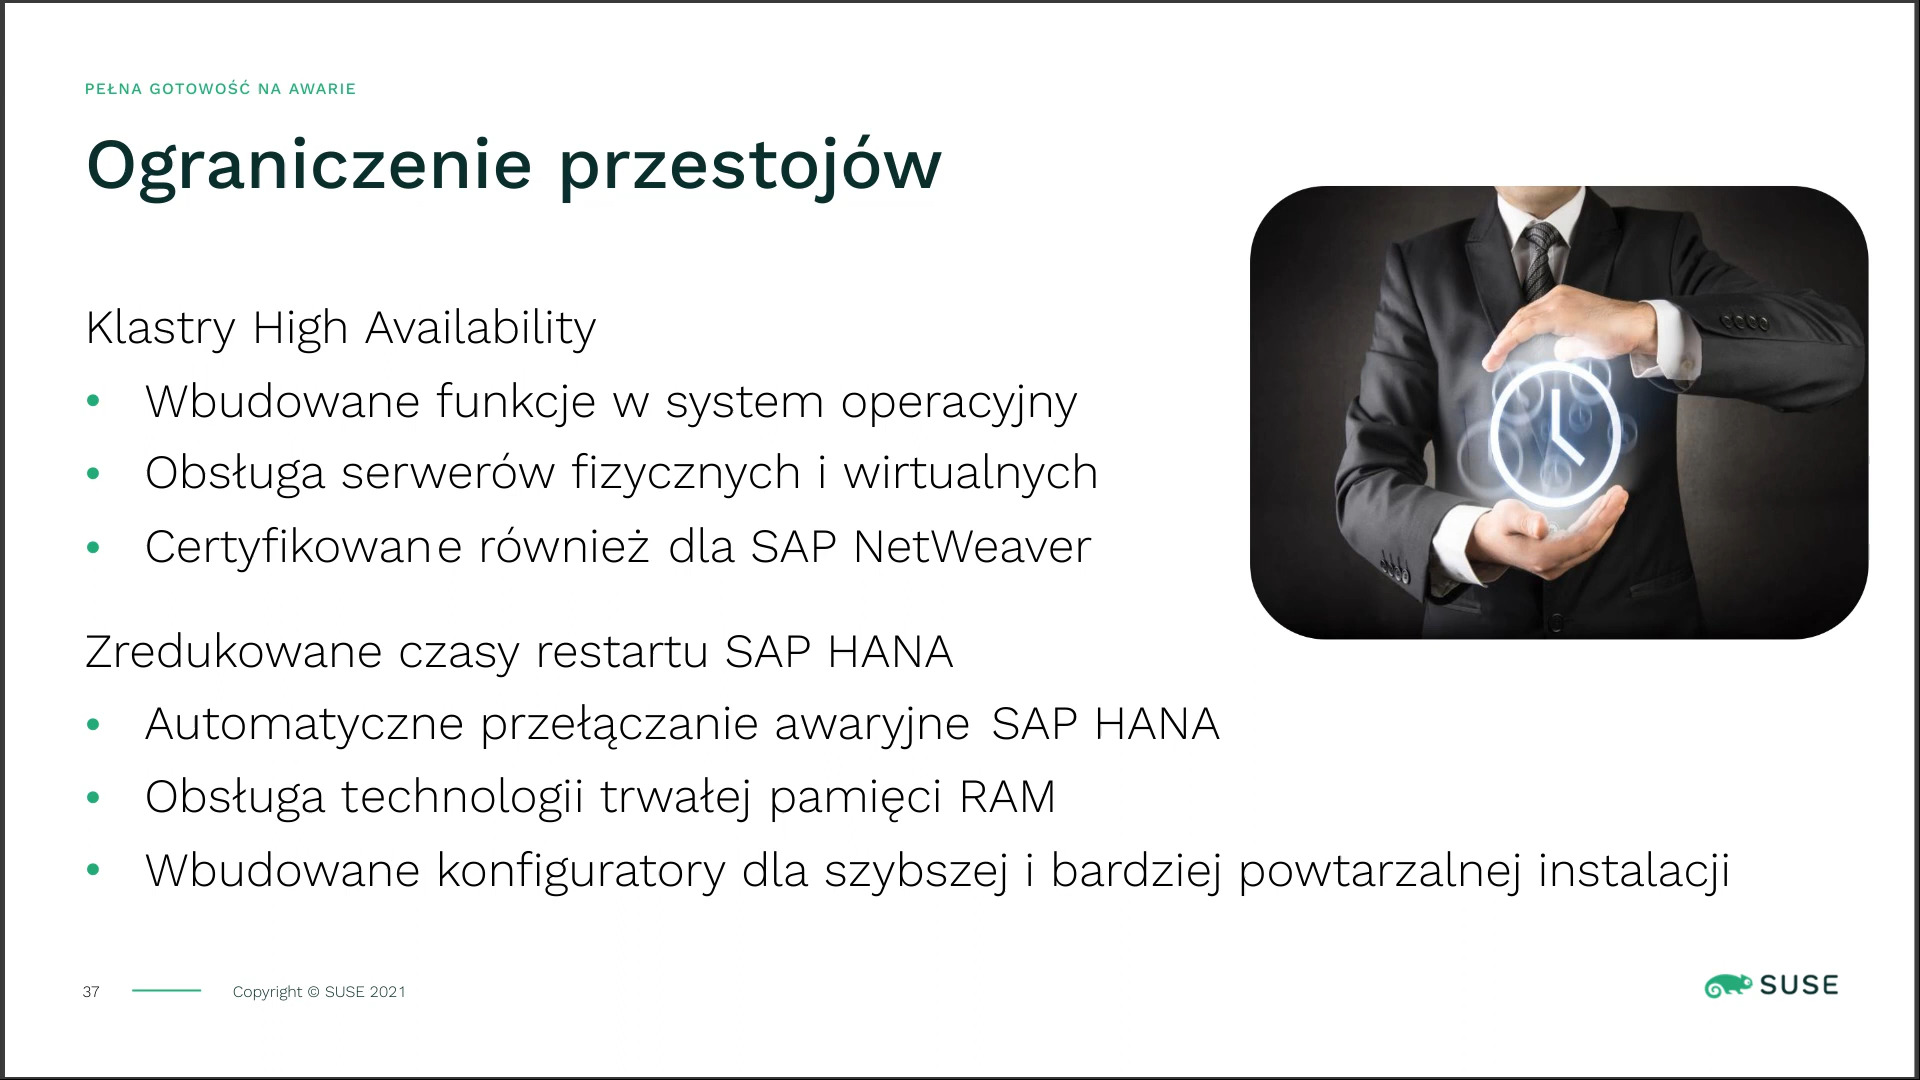 PEŁNA GOTOWOŚĆ NA AWARIE
Ograniczenie przestojów
Klastry High Availability
• Wbudowane funkcje w system operacyjny
• Obsługa serwerów fizycznych i wirtualnych
• Certyfikowane również dla SAP NetWeaver
Zredukowane czasy restartu SAP HANA
• Automatyczne przełączanie awaryjne SAP HANA
• Obsługa technologii trwałej pamięci RAM
• Wbudowane konfiguratory dla szybszej i bardziej powtarzalnej instalacji
37 Copyright © SUSE 2021
SUSE